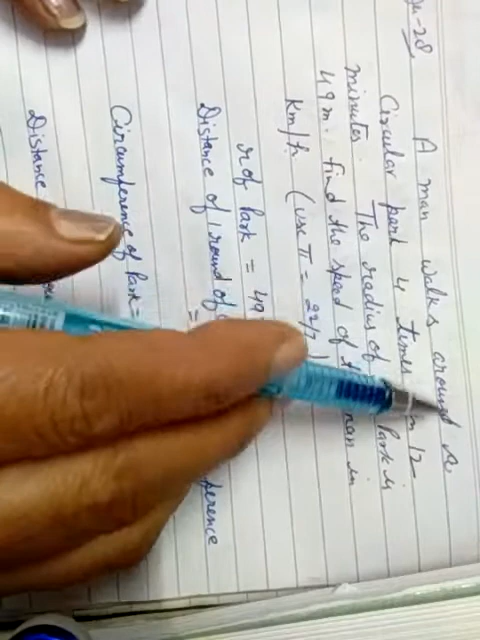 Qu-28 A man walks around a
Circular park 4 times in 12
minutes. The radius of park is
49 m. find the speed of man in
km/h (use π = 22/7)
r of Park = 49
Distance of 1 round of
=
Circumference of Park =
Distance